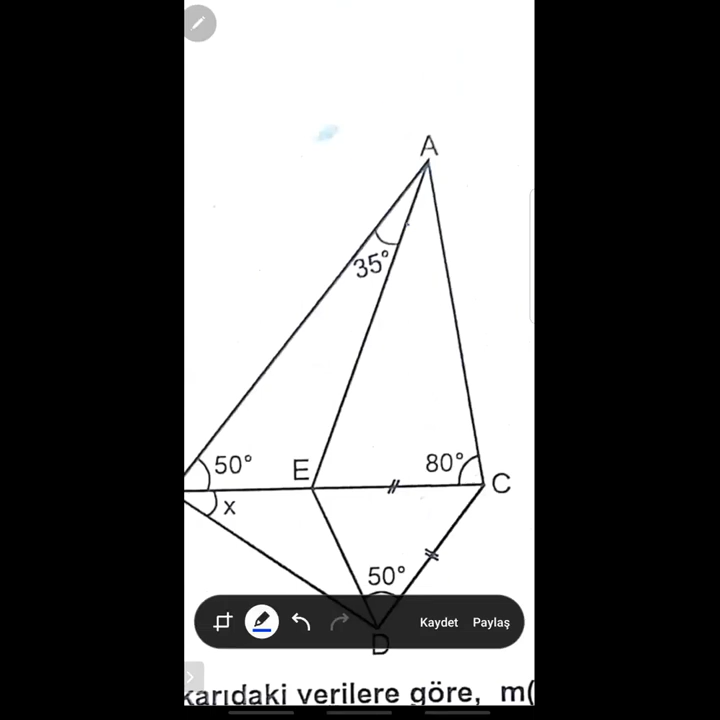 A
35°
50°
E
80°
C
x
50°
Kaydet Paylaş
D
karıdaki verilere göre, m(